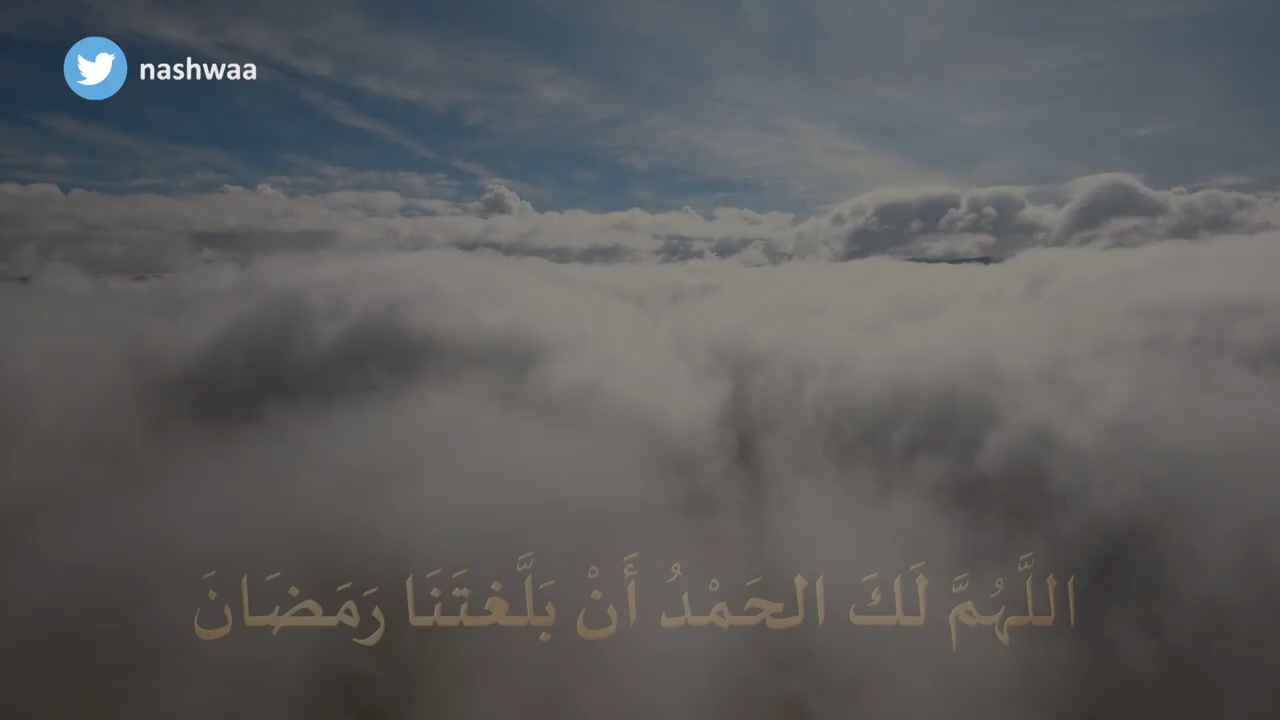 nashwaa
اللَّهُمَّ لَكَ الحَمْدُ أَنْ بَلَّغتَنَا رَمَضَانَ